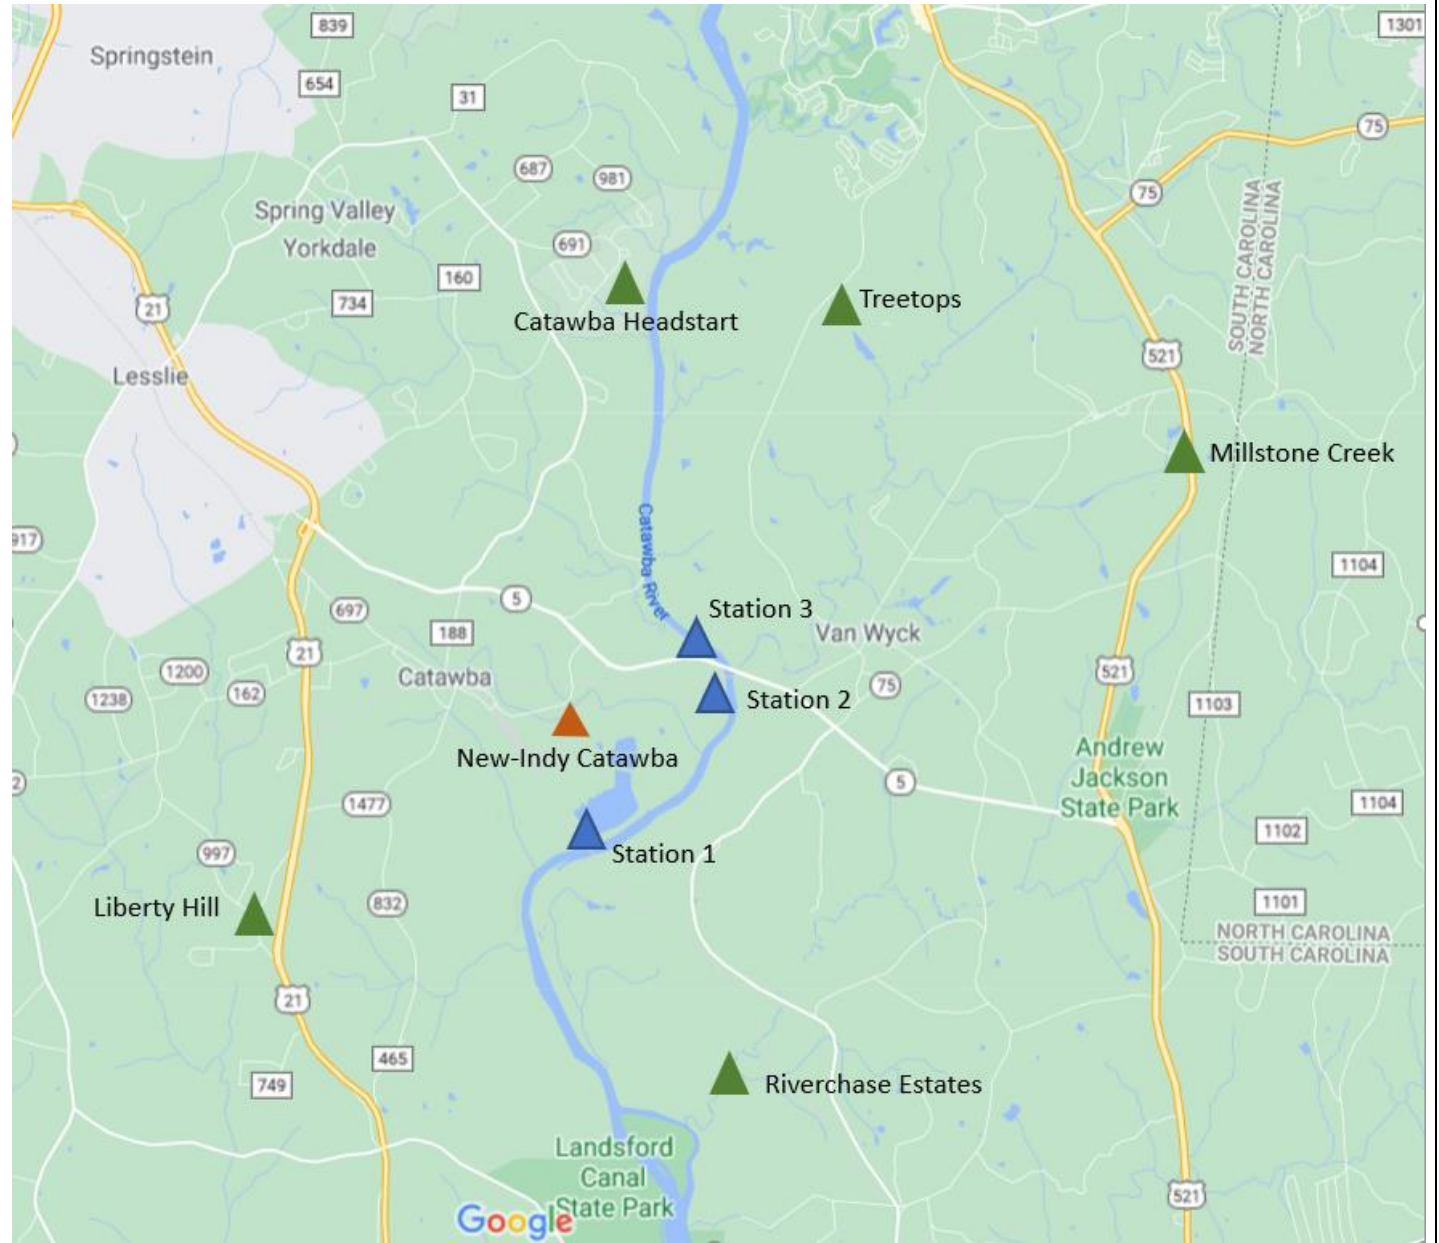 839
1301
Springstein
654
31
75
687
981
75
Spring Valley
Yorkdale
691
160
734
21
SOUTH CAROLINA
NORTH CAROLINA
Treetops
Catawba Headstart
521
Lesslie
Millstone Creek
Catawba River
917
1104
5
697
Station 3
188
Van Wyck
21
1200
162
1238
Catawba
521
75
Station 2
1103
New-Indy Catawba
Andrew
Jackson
State Park
2
5
1477
1104
1102
997
Station 1
Liberty Hill
832
1101
NORTH CAROLINA
SOUTH CAROLINA
21
465
749
Riverchase Estates
Landsford
Canal
State Park
521
Google